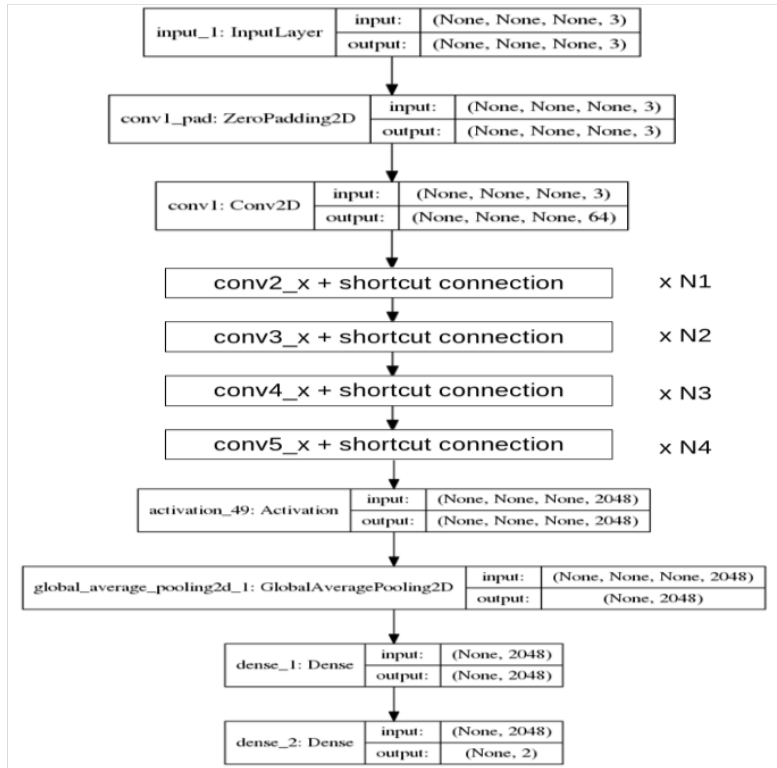 input_1: InputLayer
input: (None, None, None, 3)
output: (None, None, None, 3)
conv1_pad: ZeroPadding2D
input: (None, None, None, 3)
output: (None, None, None, 3)
conv1: Conv2D
input: (None, None, None, 3)
output: (None, None, None, 64)
conv2_x + shortcut connection x N1
conv3_x + shortcut connection x N2
conv4_x + shortcut connection x N3
conv5_x + shortcut connection x N4
activation_49: Activation
input: (None, None, None, 2048)
output: (None, None, None, 2048)
global_average_pooling2d_1: GlobalAveragePooling2D
input: (None, None, None, 2048)
output: (None, 2048)
dense_1: Dense
input: (None, 2048)
output: (None, 2048)
dense_2: Dense
input: (None, 2048)
output: (None, 2)